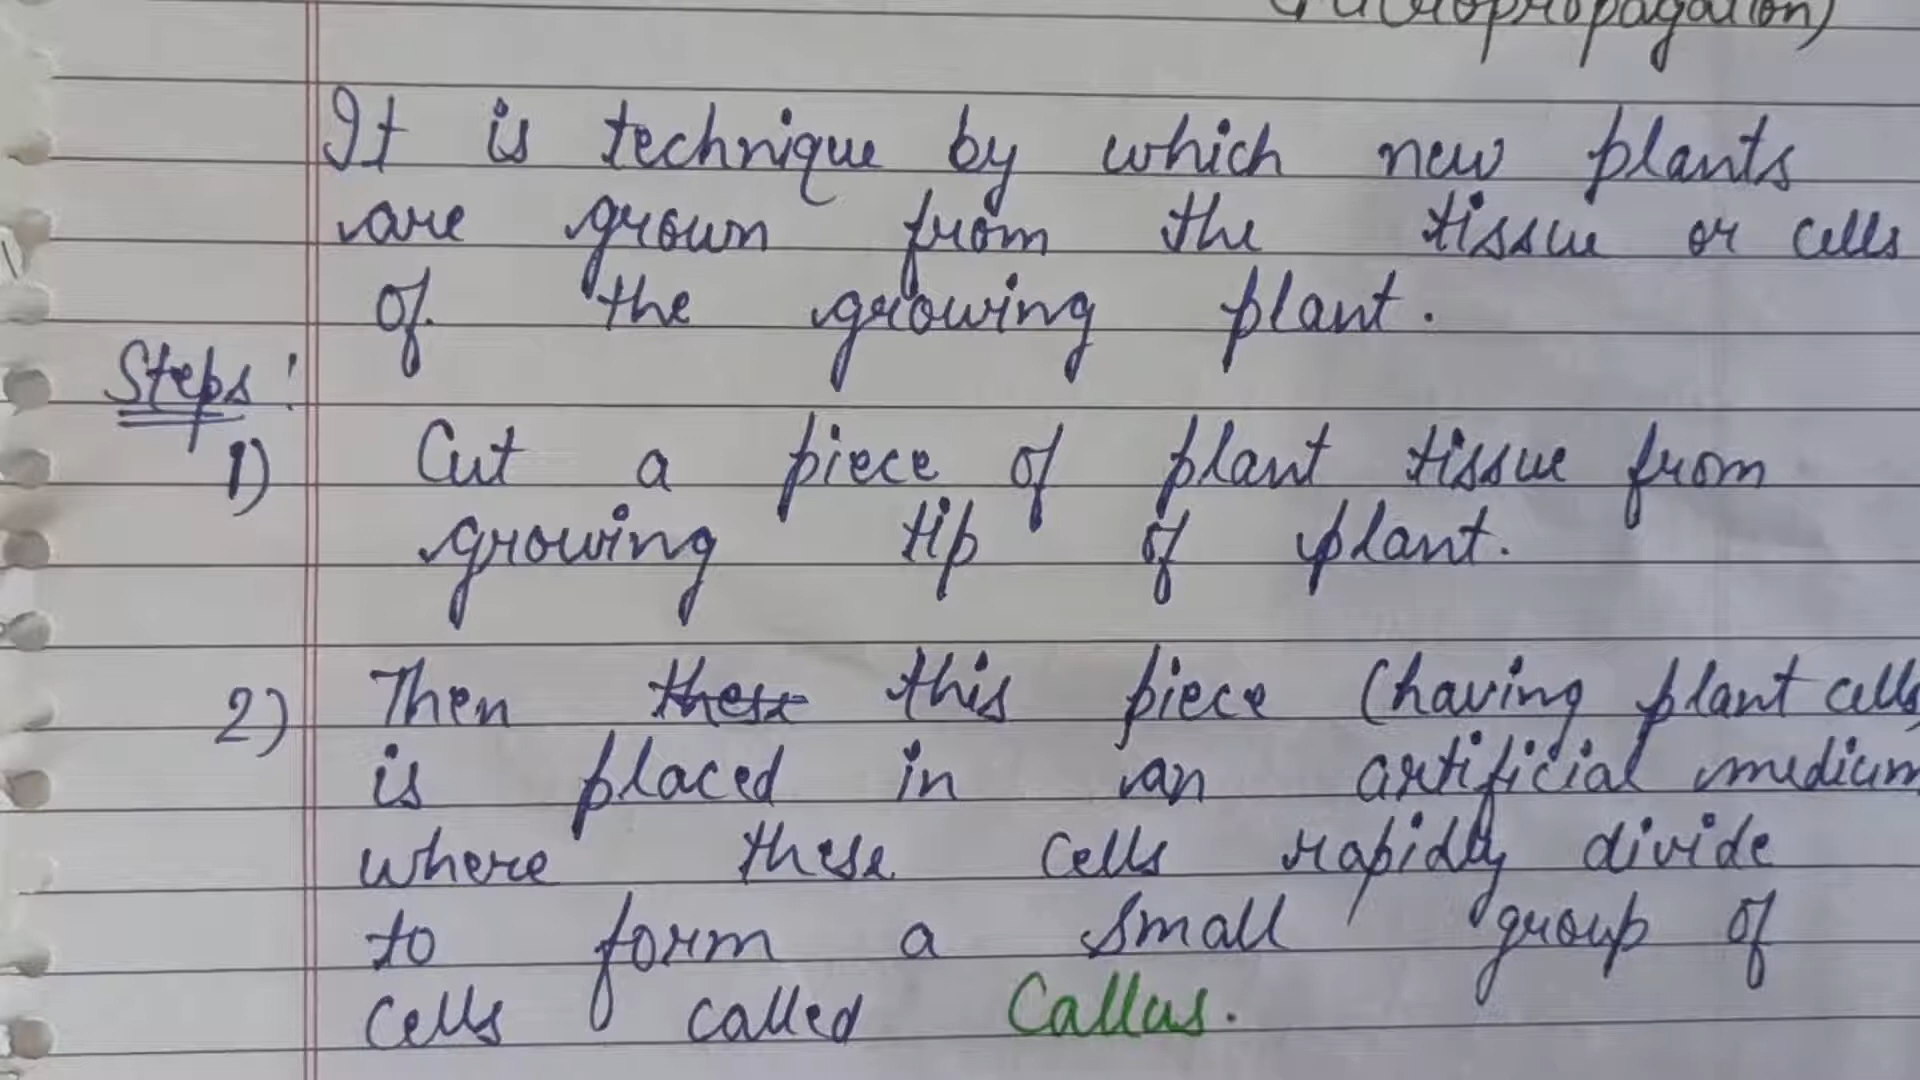 (Micropropagation)
It is technique by which new plants
are grown from the tissue or cells
of the growing plant.
Steps:
1) Cut a piece of plant tissue from
growing tip of plant.
2) Then these this piece (having plant cells
is placed in an artificial medium
where these cells rapidly divide
to form a small group of
cells called Callus.